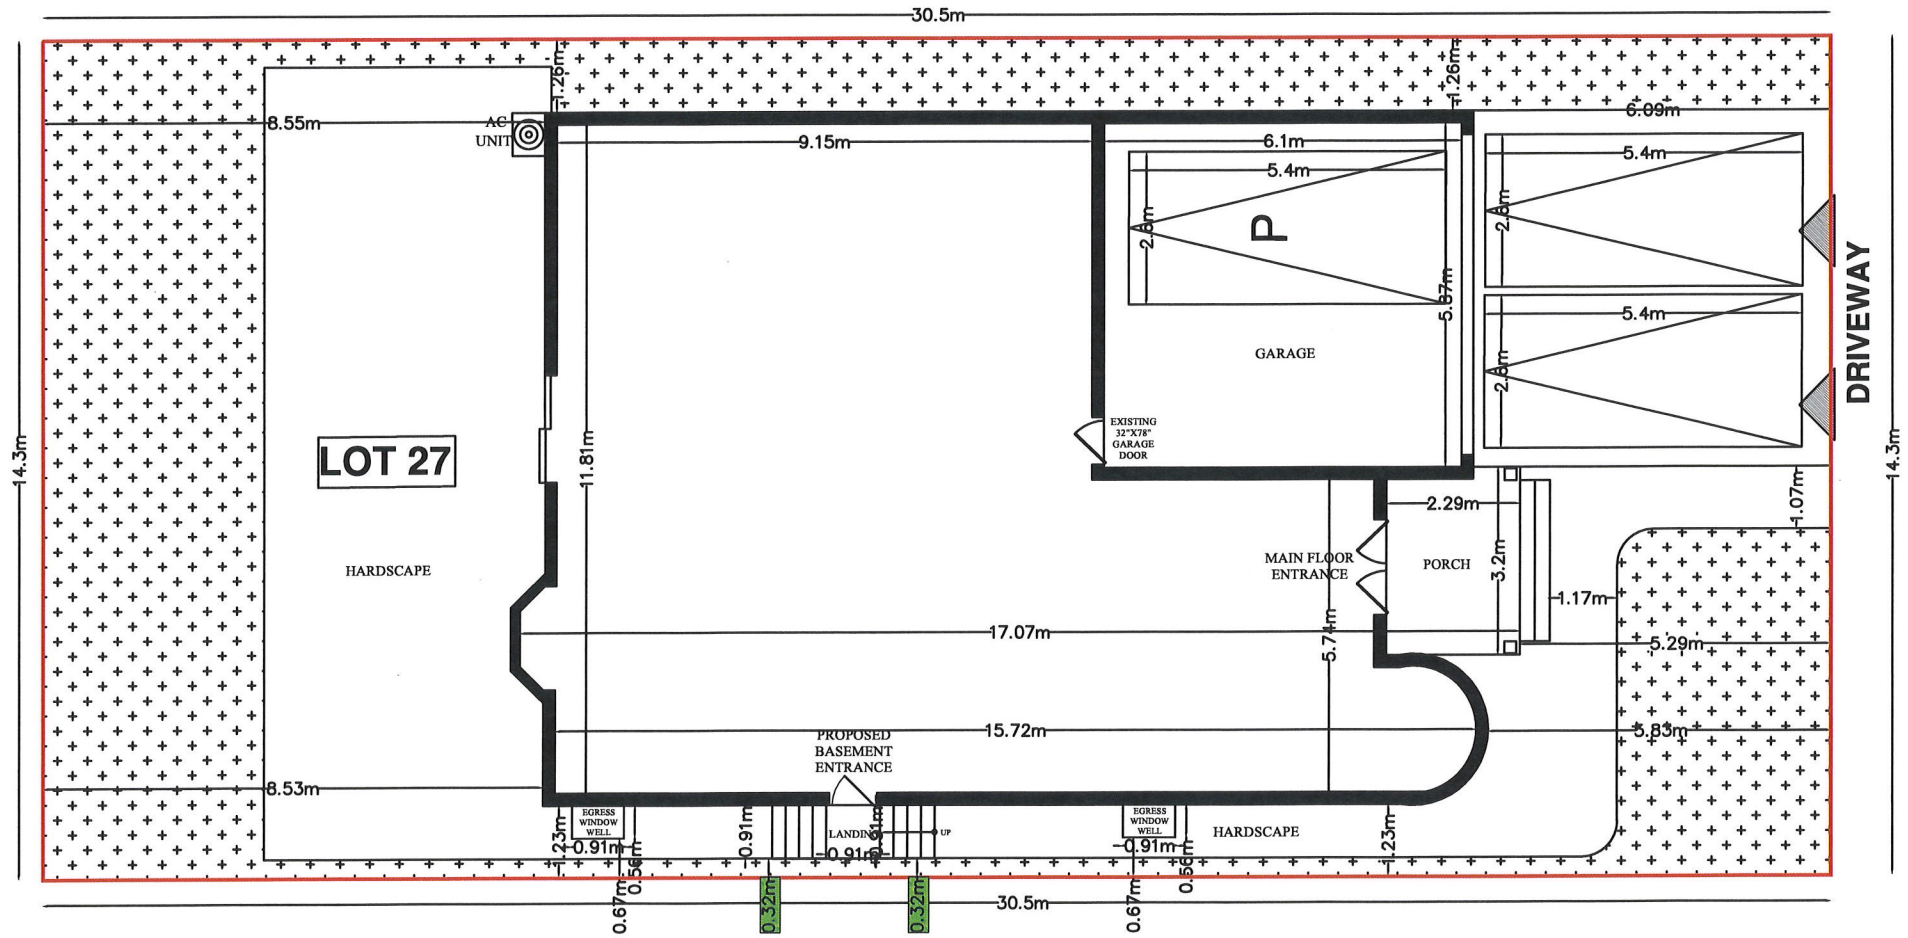 30.5m
1.26m
1.26m
6.09m
8.55m
AC
UNIT
9.15m
6.1m
5.4m
5.4m
2.6m
P
2.6m
5.87m
5.4m
2.6m
GARAGE
DRIVEWAY
EXISTING
32"X78"
GARAGE
DOOR
14.3m
LOT 27
11.81m
14.3m
2.29m
1.07m
HARDSCAPE
MAIN FLOOR
ENTRANCE
PORCH
3.2m
1.17m
17.07m
5.74m
5.29m
15.72m
5.83m
PROPOSED
BASEMENT
ENTRANCE
8.53m
EGRESS
WINDOW
WELL
1.23m
0.91m
0.56m
0.67m
0.91m
LANDING
0.91m
0.91m
UP
EGRESS
WINDOW
WELL
0.91m
0.56m
0.67m
HARDSCAPE
1.23m
0.32m
0.32m
30.5m